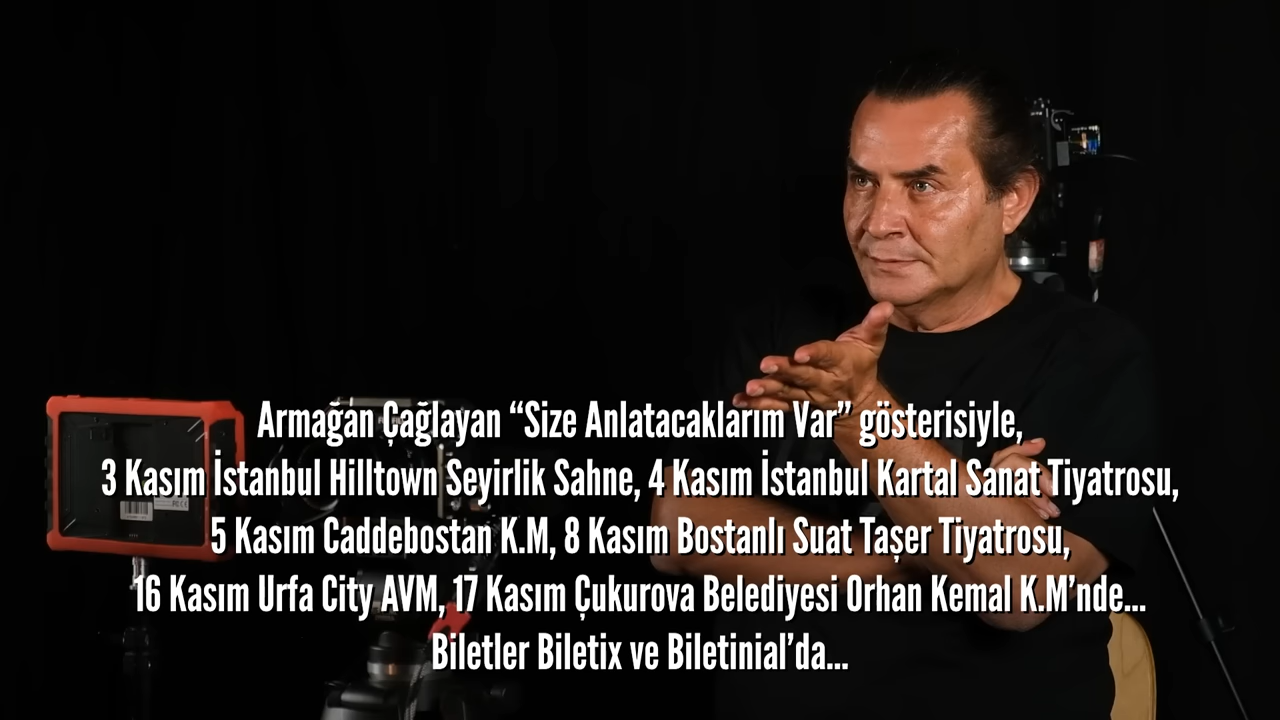 Armağan Çağlayan “Size Anlatacaklarım Var” gösterisiyle,
3 Kasım İstanbul Hilltown Seyirlik Sahne, 4 Kasım İstanbul Kartal Sanat Tiyatrosu,
5 Kasım Caddebostan K.M, 8 Kasım Bostanlı Suat Taşer Tiyatrosu,
16 Kasım Urfa City AVM, 17 Kasım Çukurova Belediyesi Orhan Kemal K.M’nde...
Biletler Biletix ve Biletinial’da...